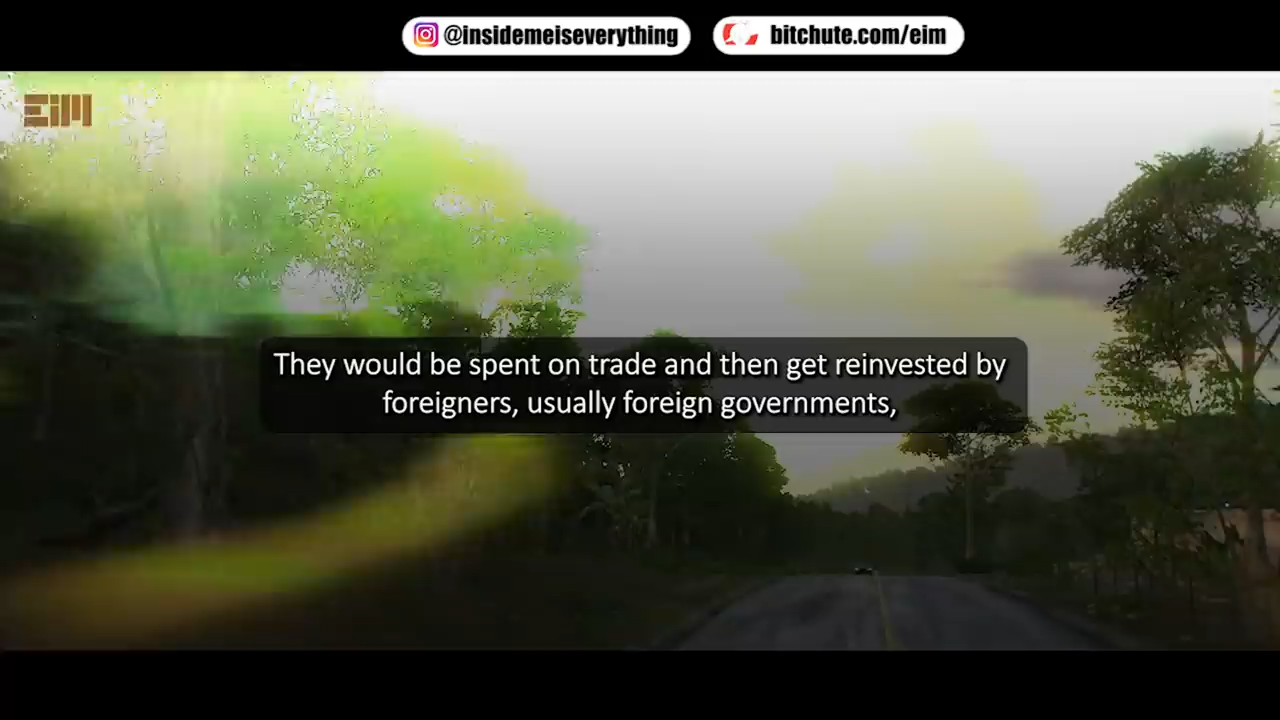 @insidemeiseverything
bitchute.com/eim
EiM
They would be spent on trade and then get reinvested by
foreigners, usually foreign governments,